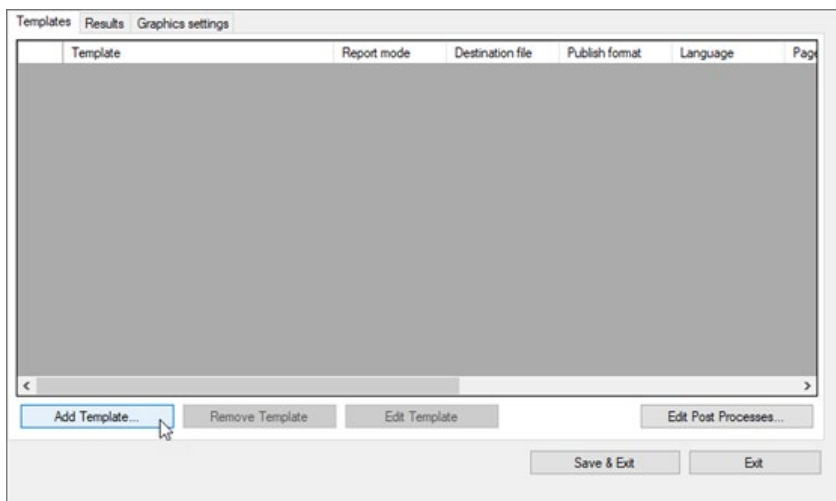 Templates Results Graphics settings
Template Report mode Destination file Publish format Language Page
Add Template... Remove Template Edit Template Edit Post Processes...
Save & Exit Exit